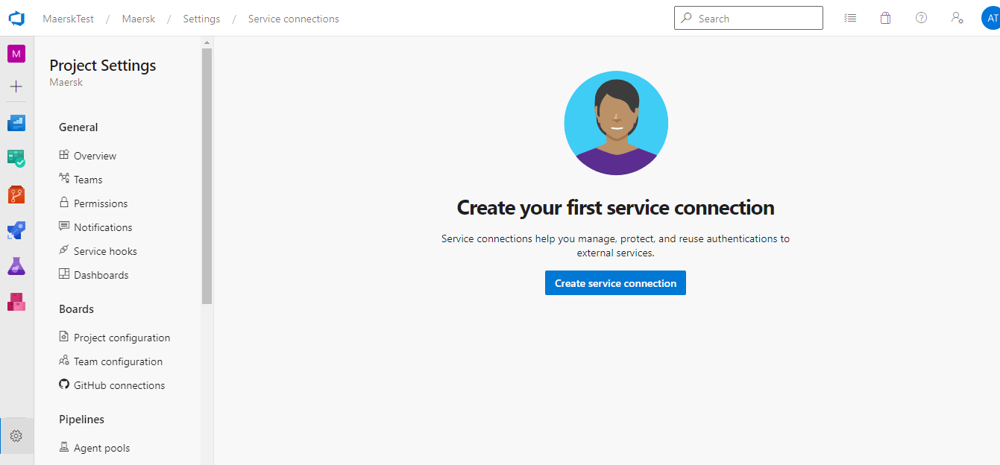 MaerskTest / Maersk / Settings / Service connections
Search
AT
M
Project Settings
Maersk
General
Overview
Teams
Permissions
Notifications
Service hooks
Dashboards
Boards
Project configuration
Team configuration
GitHub connections
Pipelines
Agent pools
Create your first service connection
Service connections help you manage, protect, and reuse authentications to
external services.
Create service connection